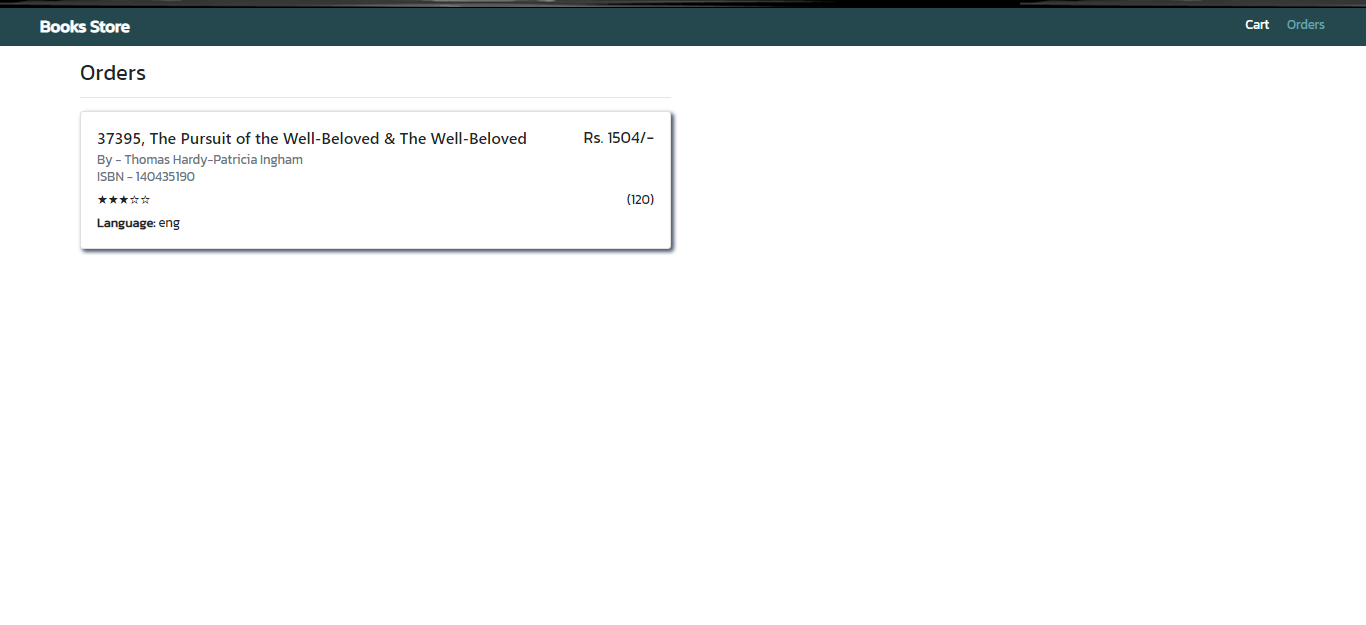 Books Store
Cart Orders
Orders
37395, The Pursuit of the Well-Beloved & The Well-Beloved Rs. 1504/-
By - Thomas Hardy-Patricia Ingham
ISBN - 140435190
★★★☆☆ (120)
Language: eng